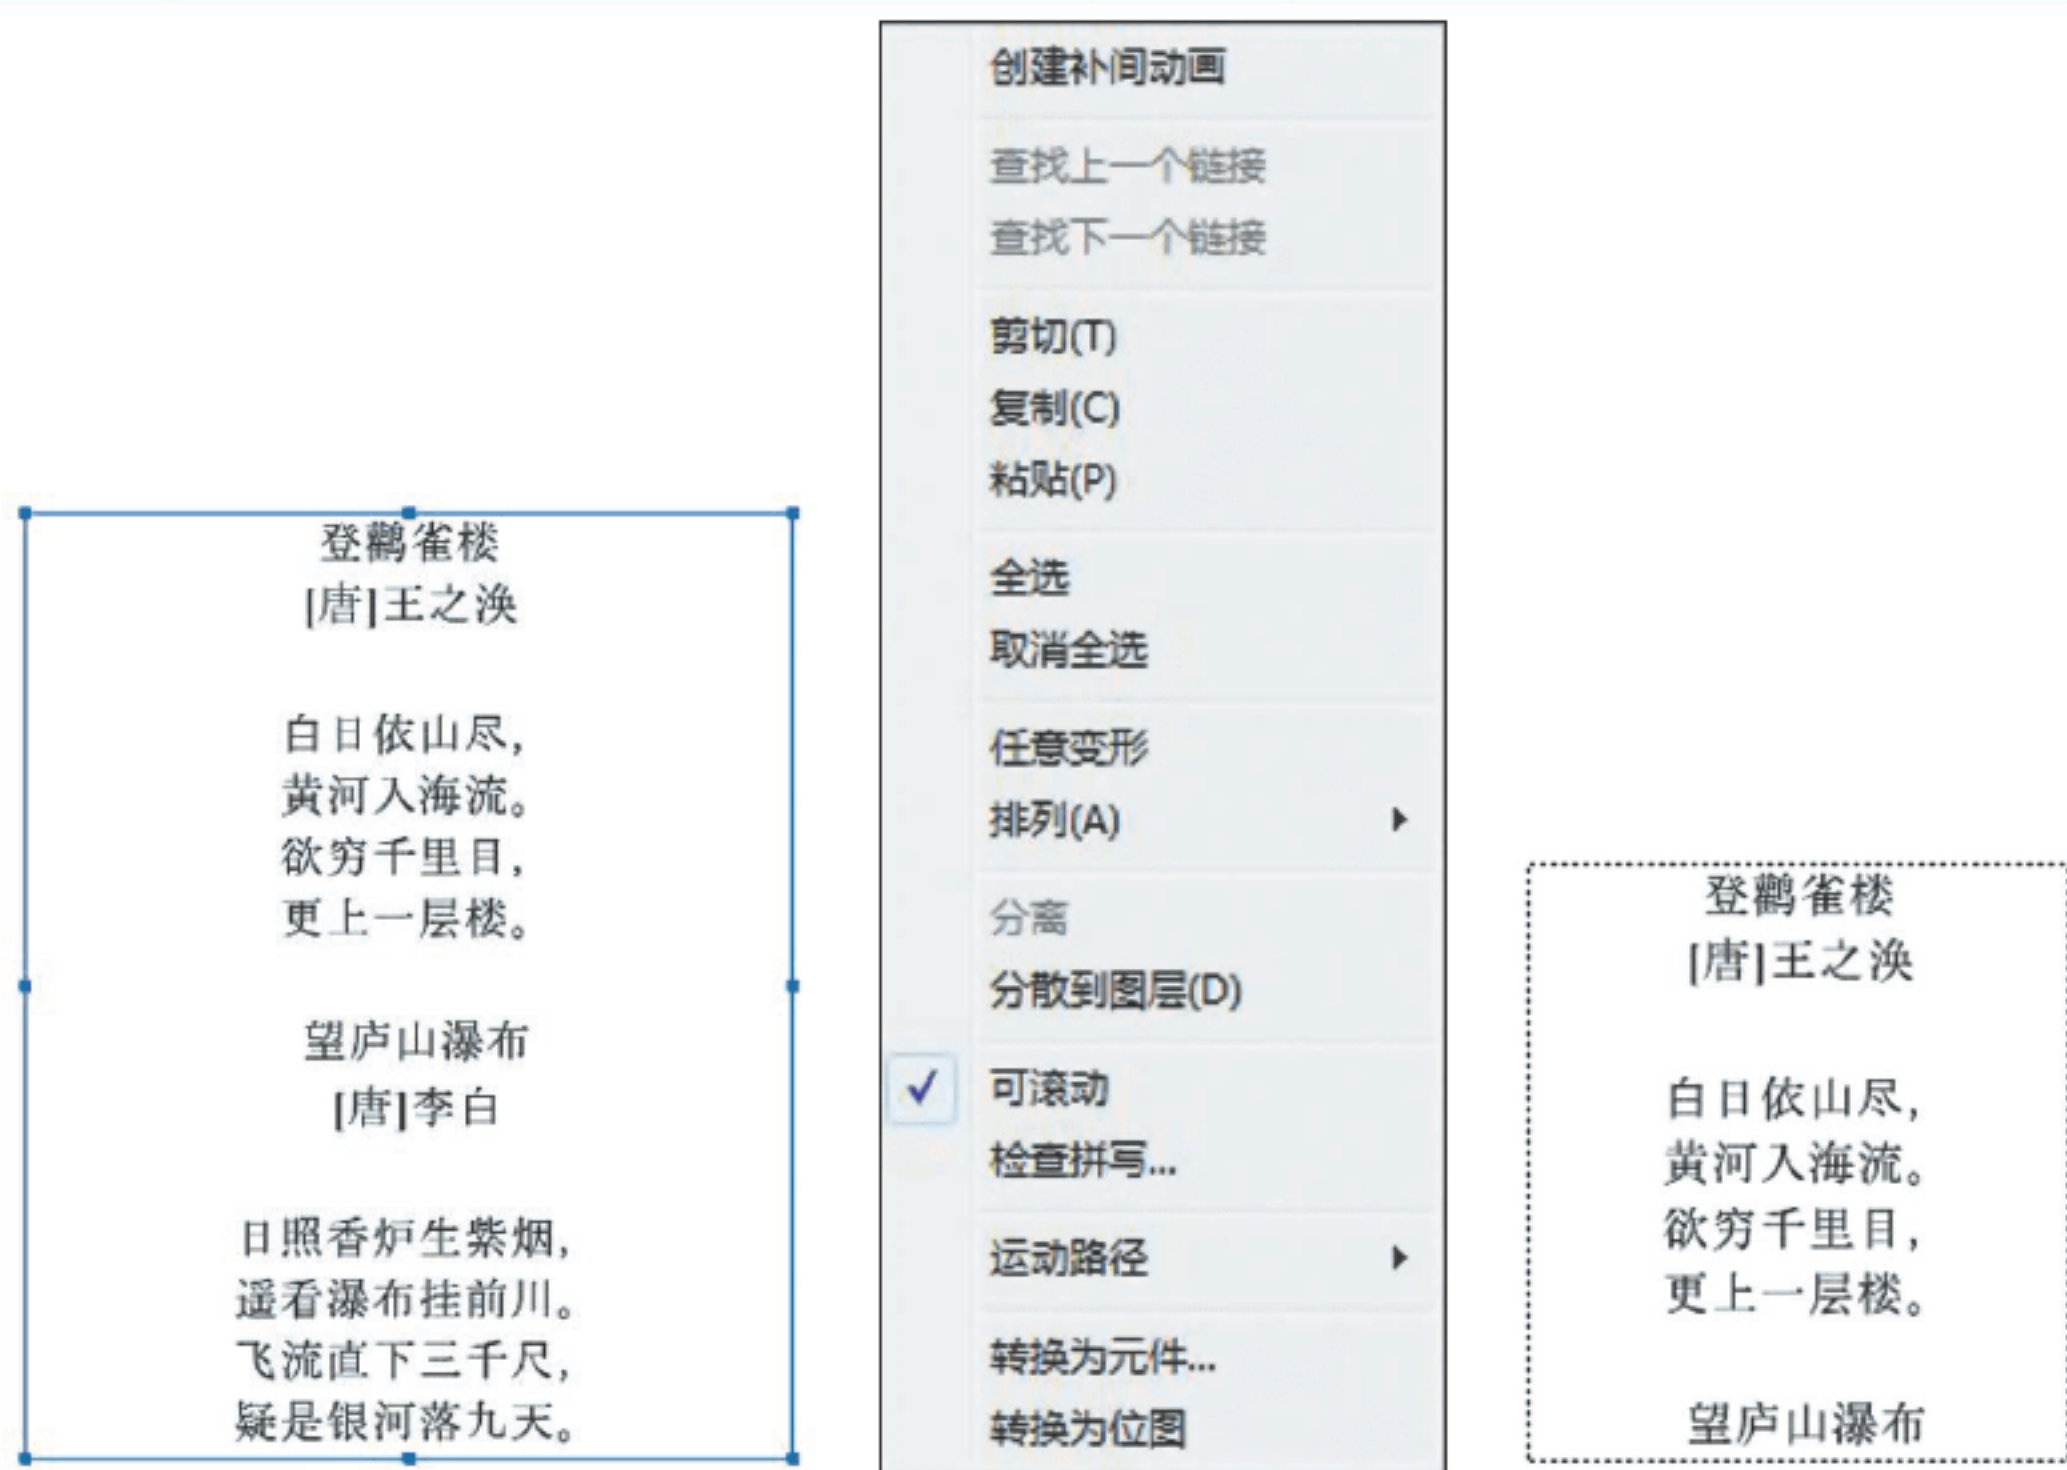 登鹳雀楼
[唐]王之涣
白日依山尽，
黄河入海流。
欲穷千里目，
更上一层楼。
望庐山瀑布
[唐]李白
日照香炉生紫烟，
遥看瀑布挂前川。
飞流直下三千尺，
疑是银河落九天。
创建补间动画
查找上一个链接
查找下一个链接
剪切(T)
复制(C)
粘贴(P)
全选
取消全选
任意变形
排列(A)
分离
分散到图层(D)
可滚动
检查拼写...
运动路径
转换为元件...
转换为位图
登鹳雀楼
[唐]王之涣
白日依山尽，
黄河入海流。
欲穷千里目，
更上一层楼。
望庐山瀑布